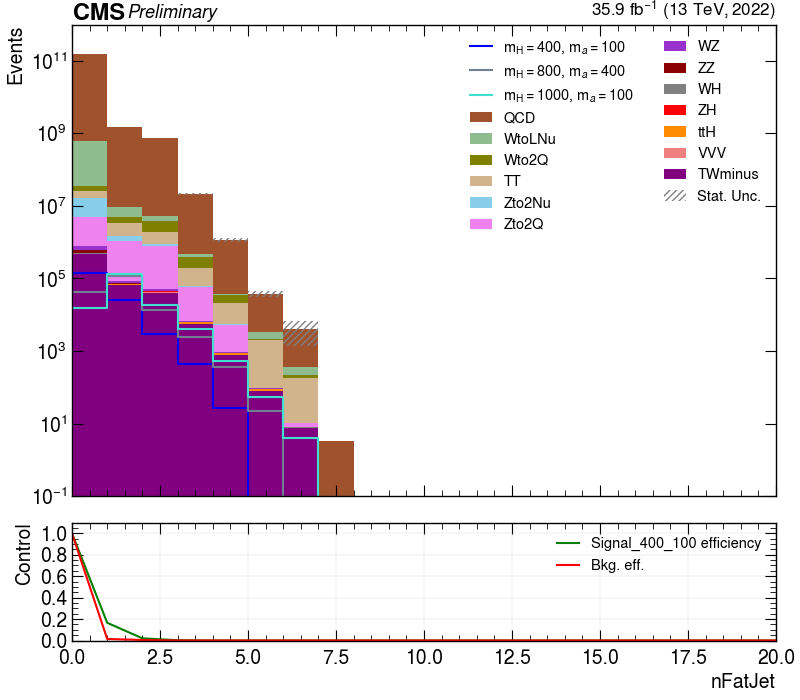 CMS Preliminary 35.9 fb⁻¹ (13 TeV, 2022)
Events
10¹¹
10⁹
10⁷
10⁵
10³
10¹
10⁻¹
m_H = 400, m_a = 100
m_H = 800, m_a = 400
m_H = 1000, m_a = 100
QCD
WtoLNu
Wto2Q
TT
Zto2Nu
Zto2Q
WZ
ZZ
WH
ZH
ttH
VVV
TWminus
Stat. Unc.
Control
1.0
0.8
0.6
0.4
0.2
0.0
Signal_400_100 efficiency
Bkg. eff.
0.0 2.5 5.0 7.5 10.0 12.5 15.0 17.5 20.0
nFatJet